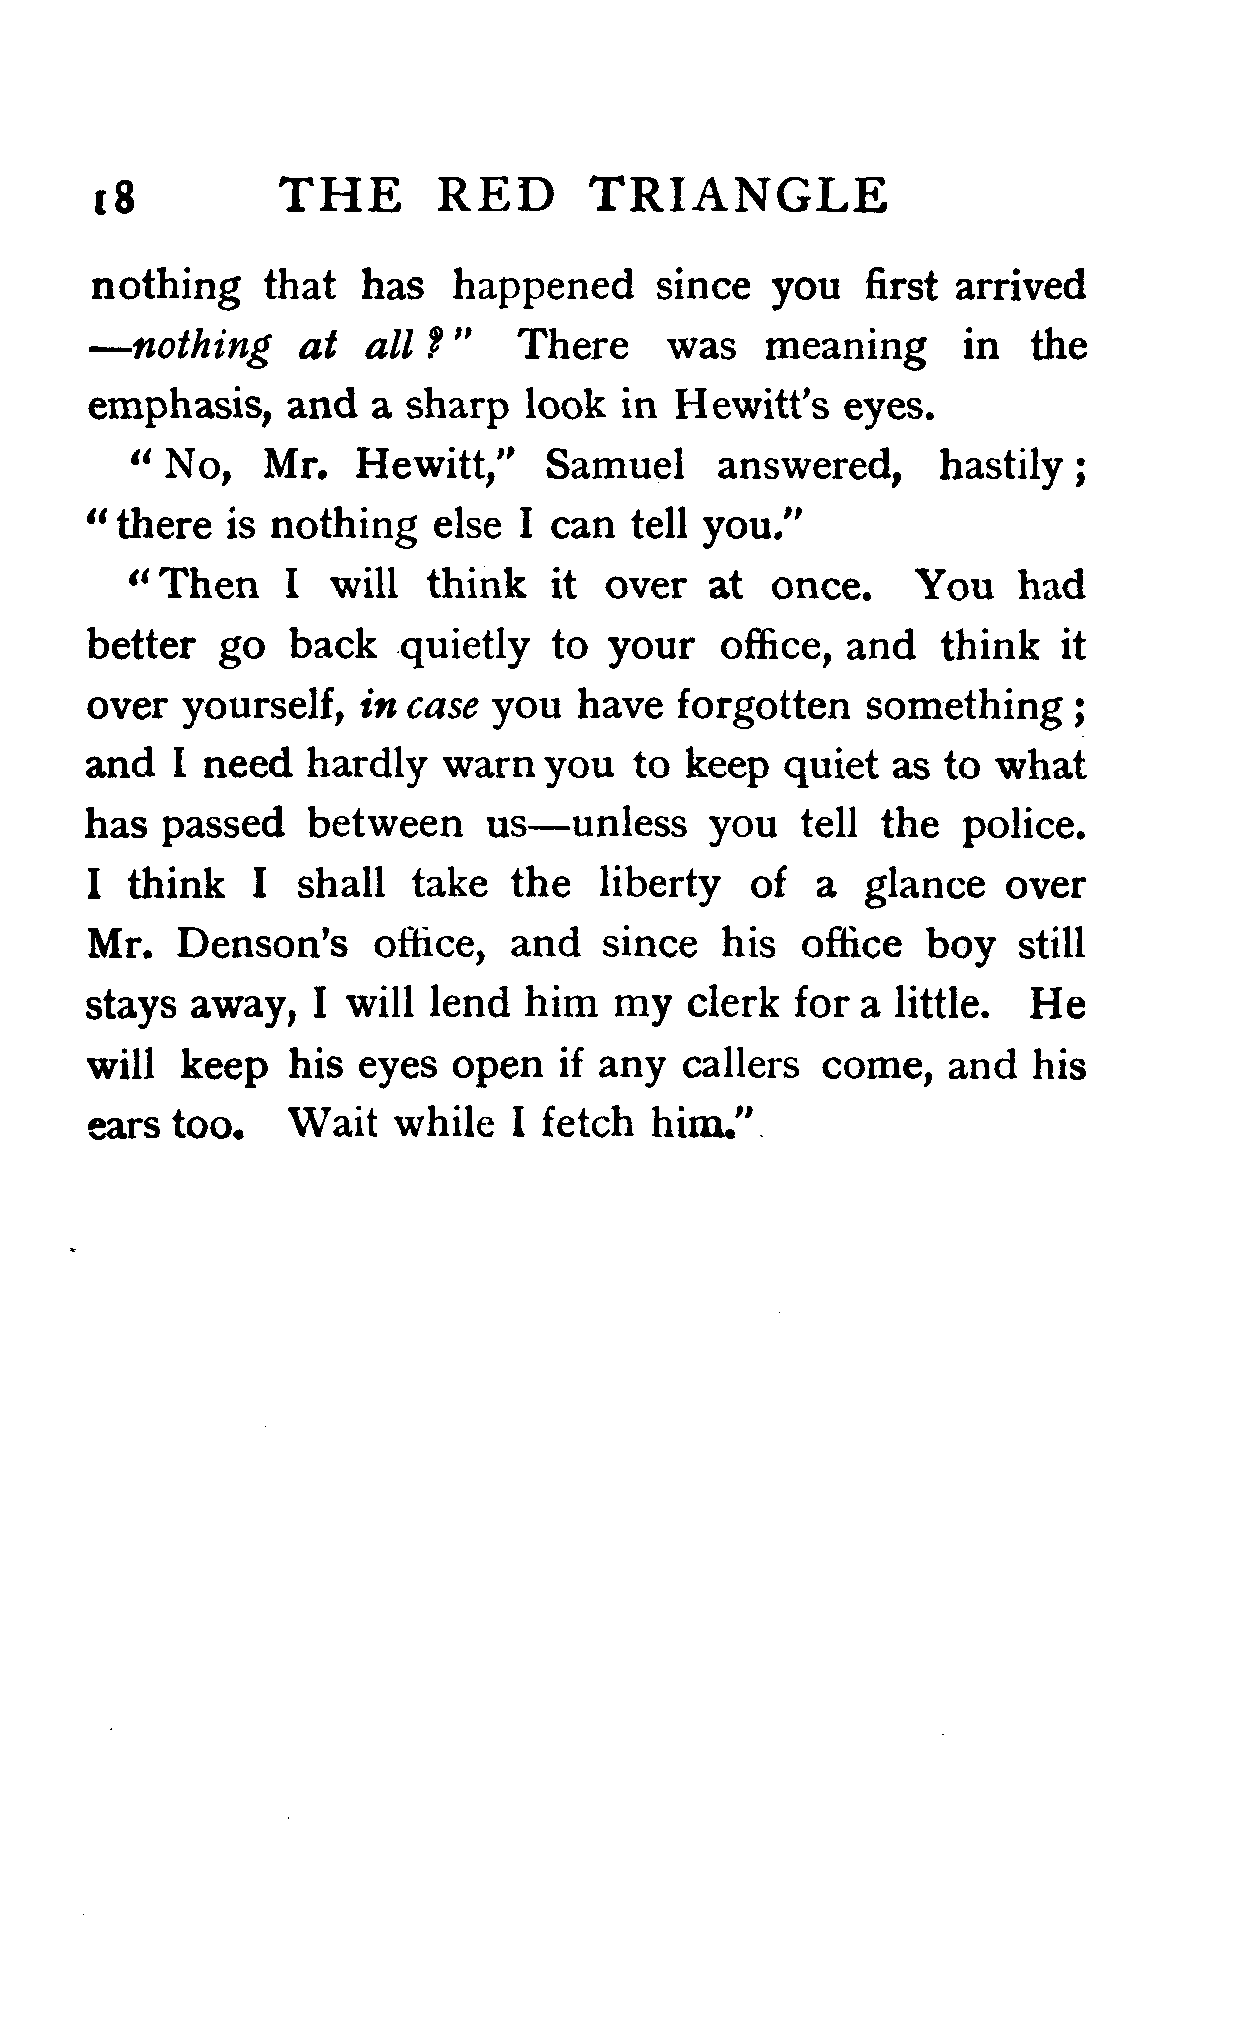 18 THE RED TRIANGLE
nothing that has happened since you first arrived
—nothing at all?" There was meaning in the
emphasis, and a sharp look in Hewitt's eyes.
"No, Mr. Hewitt," Samuel answered, hastily;
"there is nothing else I can tell you."
"Then I will think it over at once. You had
better go back quietly to your office, and think it
over yourself, in case you have forgotten something;
and I need hardly warn you to keep quiet as to what
has passed between us—unless you tell the police.
I think I shall take the liberty of a glance over
Mr. Denson's office, and since his office boy still
stays away, I will lend him my clerk for a little. He
will keep his eyes open if any callers come, and his
ears too. Wait while I fetch him."